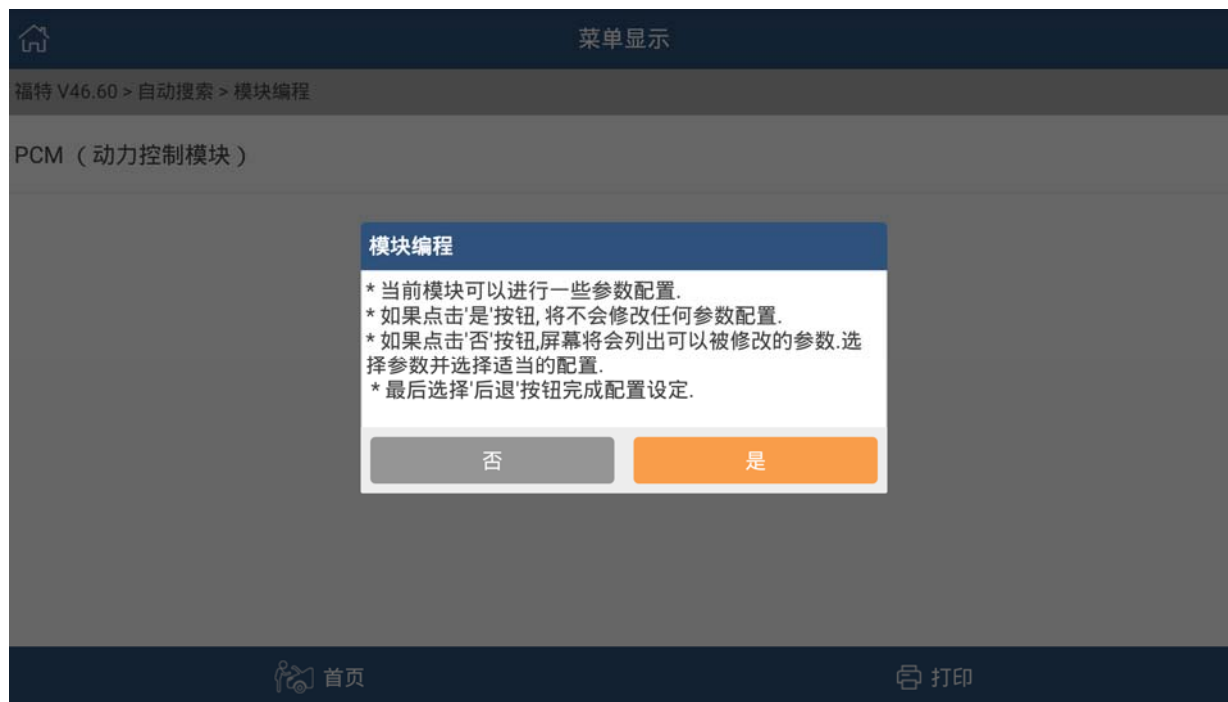 菜单显示
福特 V46.60 > 自动搜索 > 模块编程
PCM （动力控制模块）
模块编程
* 当前模块可以进行一些参数配置.
* 如果点击'是'按钮, 将不会修改任何参数配置.
* 如果点击'否'按钮,屏幕将会列出可以被修改的参数.选
择参数并选择适当的配置.
* 最后选择'后退'按钮完成配置设定.
否
是
首页
打印